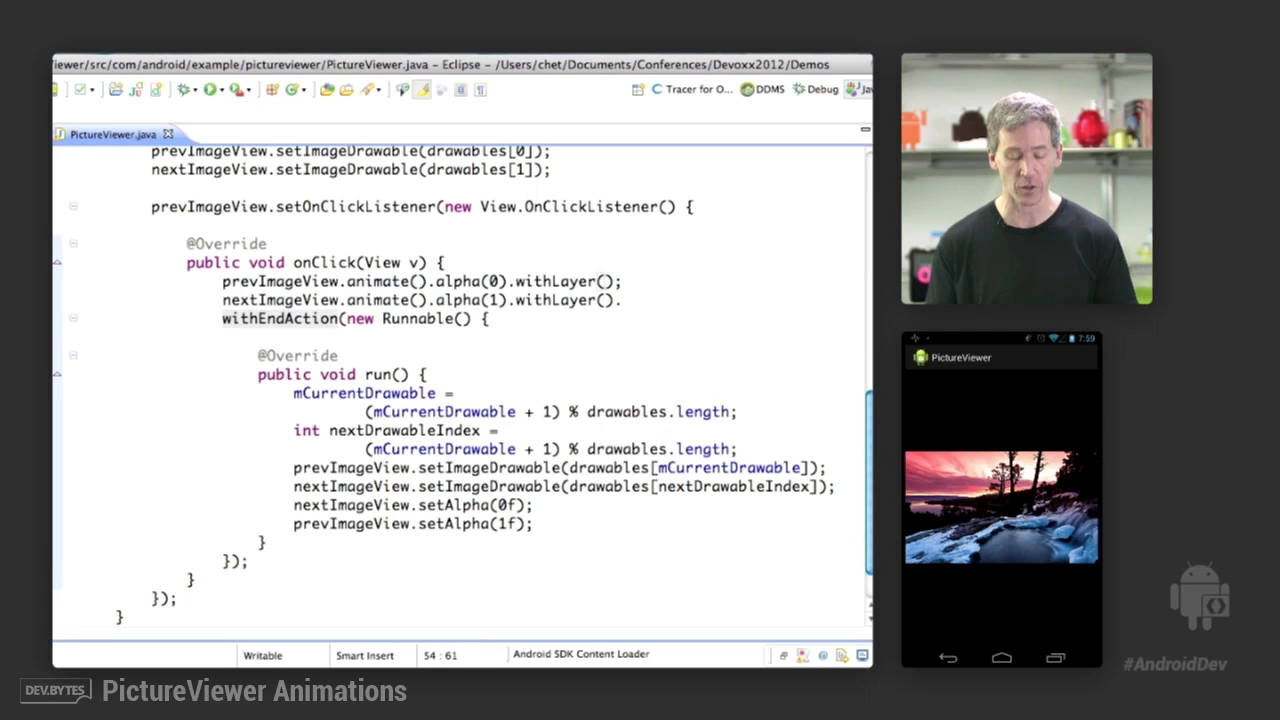 iewer/src/com/android/example/pictureviewer/PictureViewer.java - Eclipse - /Users/chet/Documents/Conferences/Devoxx2012/Demos
Tracer for O... DDMS Debug Jav
PictureViewer.java
prevImageView.setImageDrawable(drawables[0]);
nextImageView.setImageDrawable(drawables[1]);
prevImageView.setOnClickListener(new View.OnClickListener() {
@Override
public void onClick(View v) {
prevImageView.animate().alpha(0).withLayer();
nextImageView.animate().alpha(1).withLayer().
withEndAction(new Runnable() {
@Override
public void run() {
mCurrentDrawable =
(mCurrentDrawable + 1) % drawables.length;
int nextDrawableIndex =
(mCurrentDrawable + 1) % drawables.length;
prevImageView.setImageDrawable(drawables[mCurrentDrawable]);
nextImageView.setImageDrawable(drawables[nextDrawableIndex]);
nextImageView.setAlpha(0f);
prevImageView.setAlpha(1f);
}
});
}
});
}
Writable Smart Insert 54 : 61 Android SDK Content Loader
7:59
PictureViewer
#AndroidDev
DEV.BYTES PictureViewer Animations